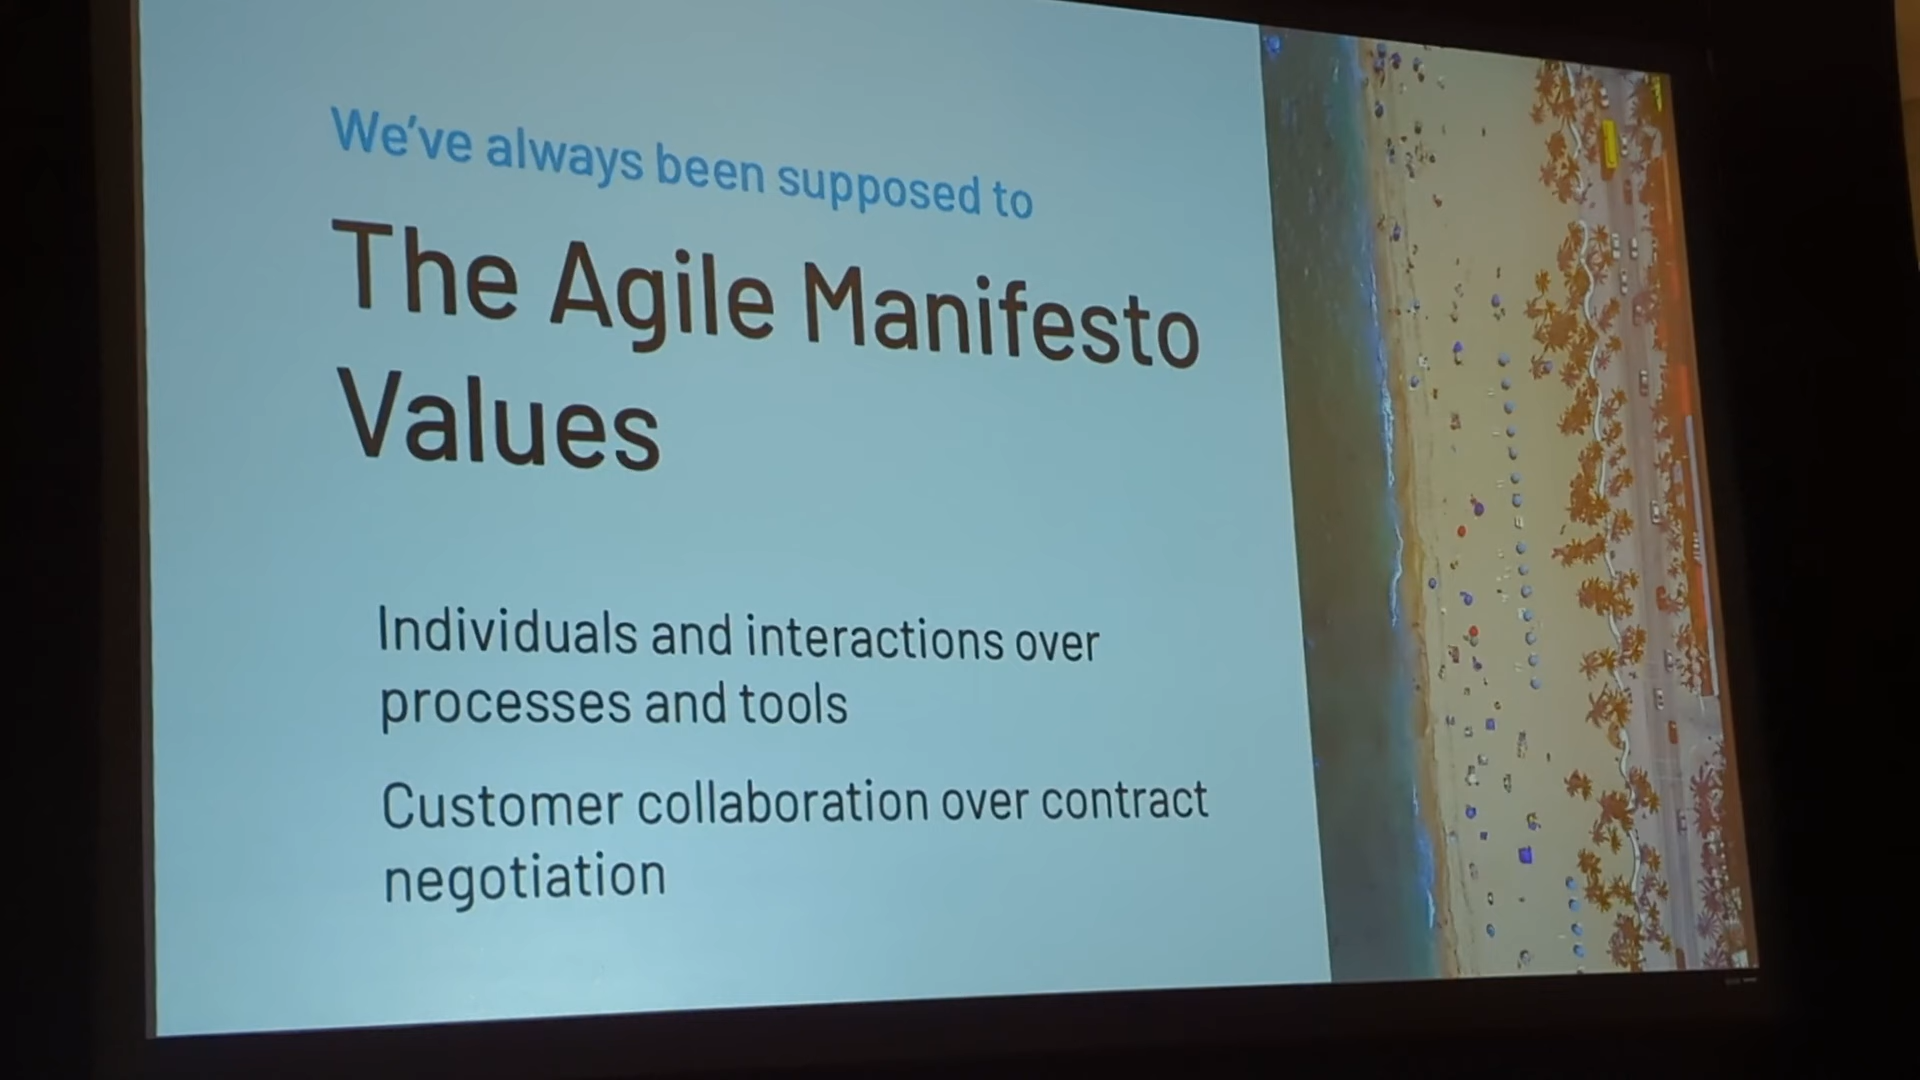 We've always been supposed to
The Agile Manifesto
Values
Individuals and interactions over
processes and tools
Customer collaboration over contract
negotiation